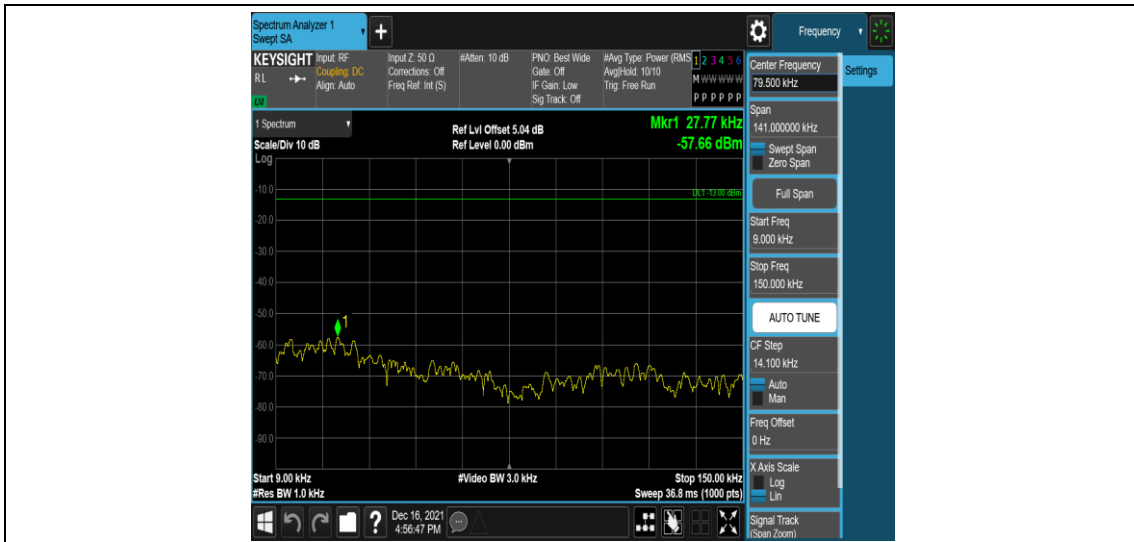 Spectrum Analyzer 1
Swept SA
+
Frequency
KEYSIGHT
RL
LXI
Input: RF
Coupling: DC
Align: Auto
Input Z: 50 Ω
Corrections: Off
Freq Ref: Int (S)
#Atten: 10 dB
PNO: Best Wide
Gate: Off
IF Gain: Low
Sig Track: Off
#Avg Type: Power (RMS
Avg|Hold: 10/10
Trig: Free Run
1 2 3 4 5 6
M W W W W W
P P P P P P
1 Spectrum
Scale/Div 10 dB
Log
Ref Lvl Offset 5.04 dB
Ref Level 0.00 dBm
Mkr1 27.77 kHz
-57.66 dBm
DL1 -13.00 dBm
-10.0
-20.0
-30.0
-40.0
-50.0
-60.0
-70.0
-80.0
-90.0
1
Start 9.00 kHz
#Res BW 1.0 kHz
#Video BW 3.0 kHz
Stop 150.00 kHz
Sweep 36.8 ms (1000 pts)
Center Frequency
79.500 kHz
Settings
Span
141.000000 kHz
Swept Span
Zero Span
Full Span
Start Freq
9.000 kHz
Stop Freq
150.000 kHz
AUTO TUNE
CF Step
14.100 kHz
Auto
Man
Freq Offset
0 Hz
X Axis Scale
Log
Lin
Signal Track
(Span Zoom)
?
Dec 16, 2021
4:56:47 PM